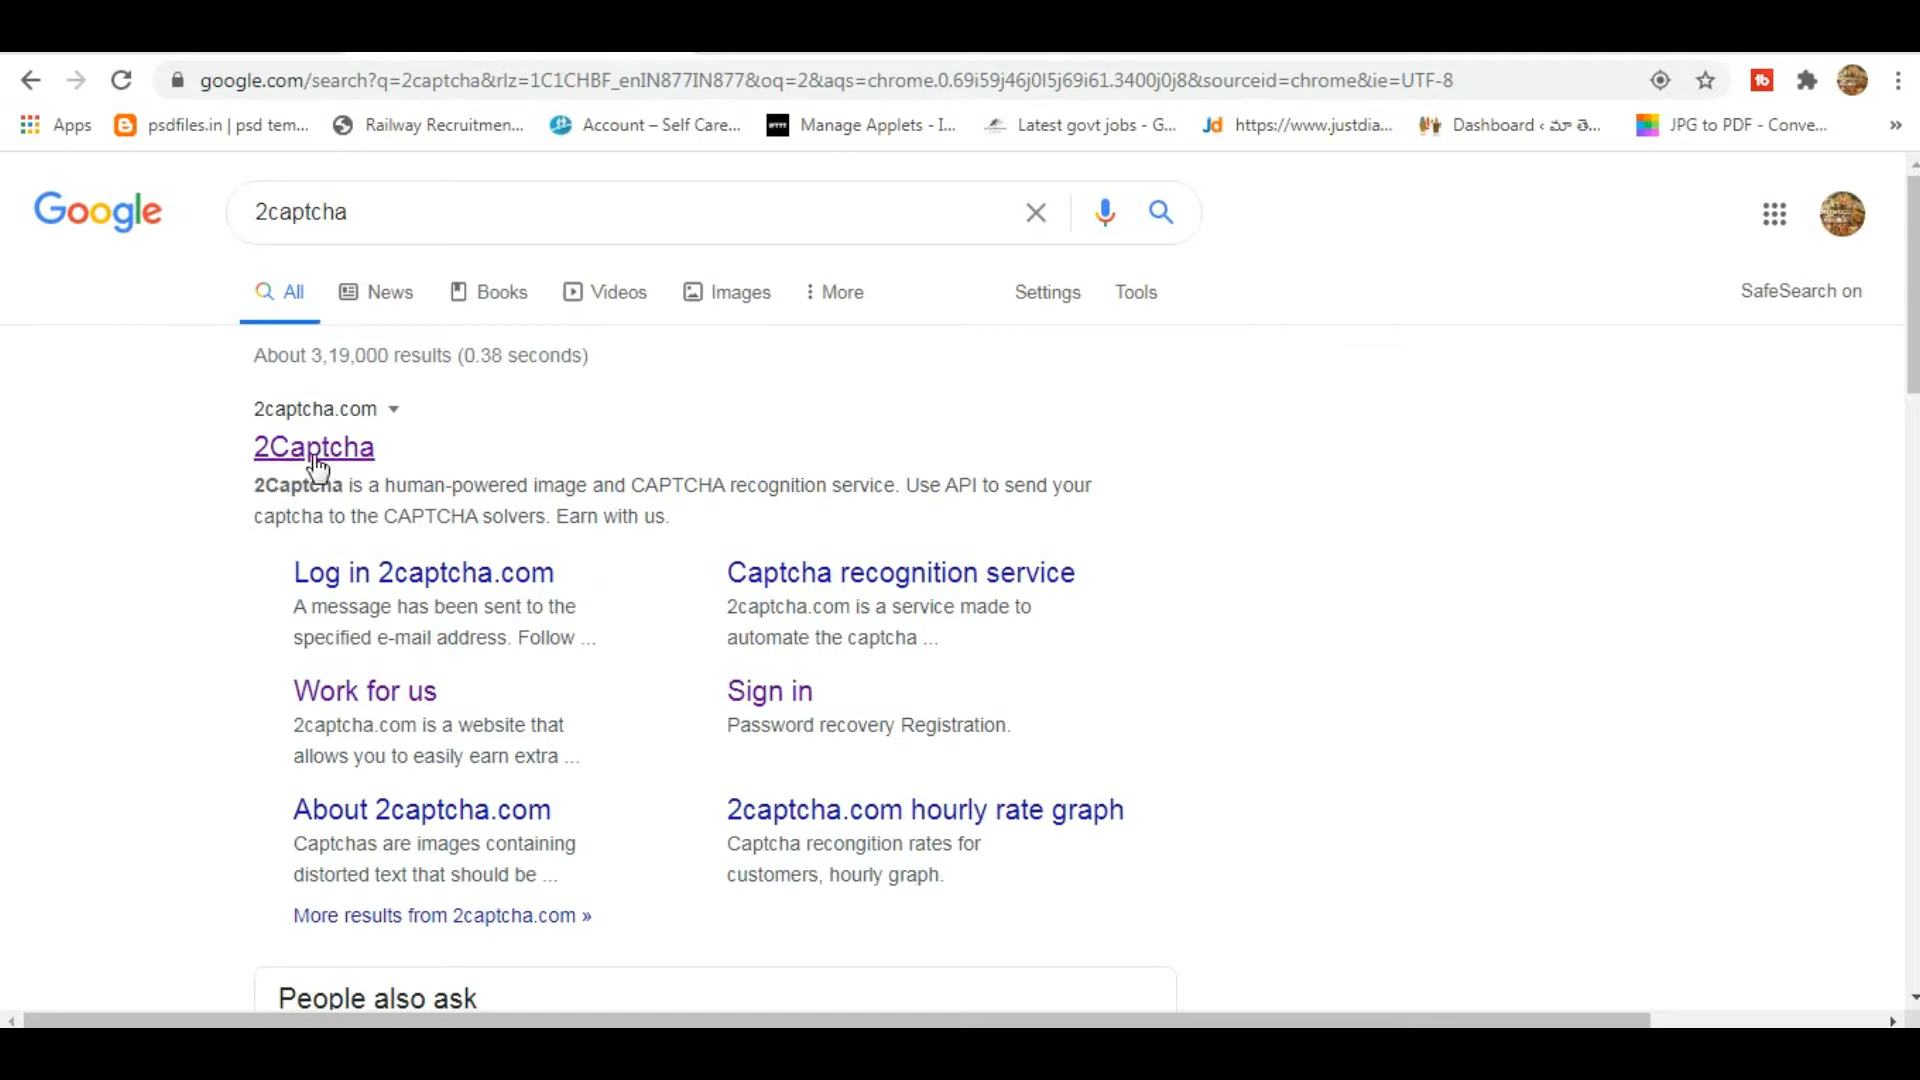 google.com/search?q=2captcha&rlz=1C1CHBF_enIN877IN877&oq=2&aqs=chrome.0.69i59j46j0l5j69i61.3400j0j8&sourceid=chrome&ie=UTF-8
Apps psdfiles.in | psd tem... Railway Recruitmen... Account – Self Care... Manage Applets - I... Latest govt jobs - G... Jd https://www.justdia... Dashboard ‹ మా తె... JPG to PDF - Conve... »
Google 2captcha
All News Books Videos Images More Settings Tools SafeSearch on
About 3,19,000 results (0.38 seconds)
2captcha.com
2Captcha
2Captcha is a human-powered image and CAPTCHA recognition service. Use API to send your
captcha to the CAPTCHA solvers. Earn with us.
Log in 2captcha.com
A message has been sent to the
specified e-mail address. Follow ...
Captcha recognition service
2captcha.com is a service made to
automate the captcha ...
Work for us
2captcha.com is a website that
allows you to easily earn extra ...
Sign in
Password recovery Registration.
About 2captcha.com
Captchas are images containing
distorted text that should be ...
2captcha.com hourly rate graph
Captcha recongition rates for
customers, hourly graph.
More results from 2captcha.com »
People also ask